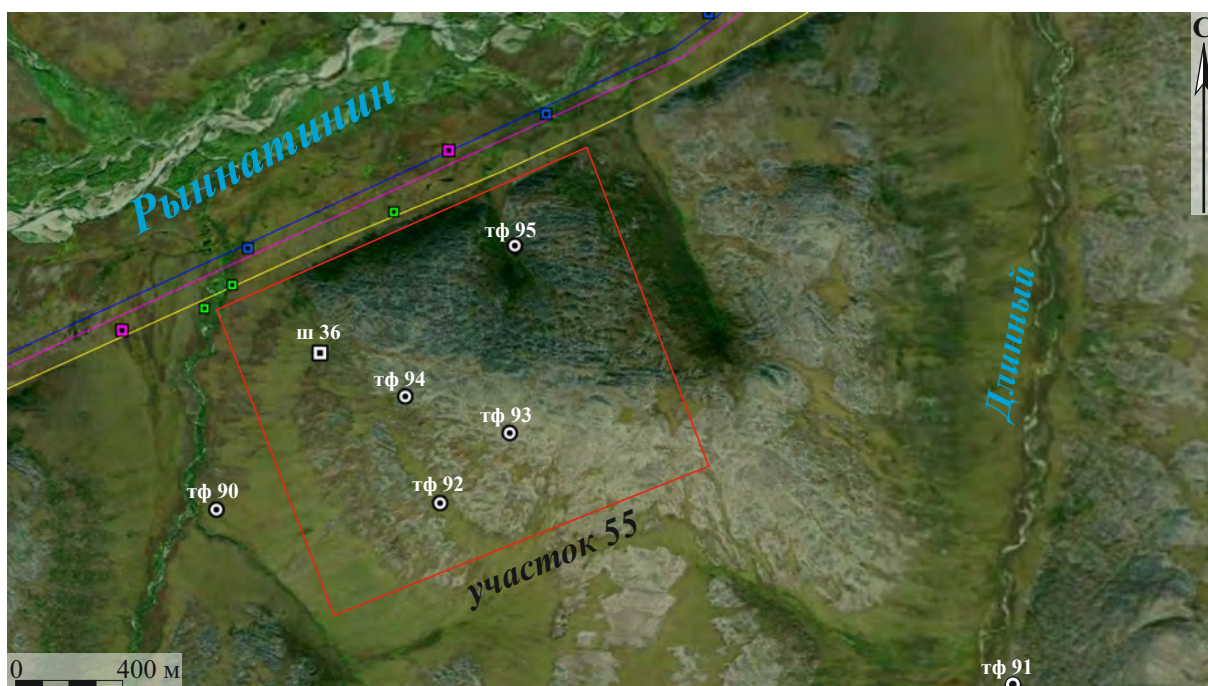 С
Рыннатинин
тф 95
ш 36
Длинный
тф 94
тф 93
тф 90
тф 92
участок 55
0 400 м
тф 91